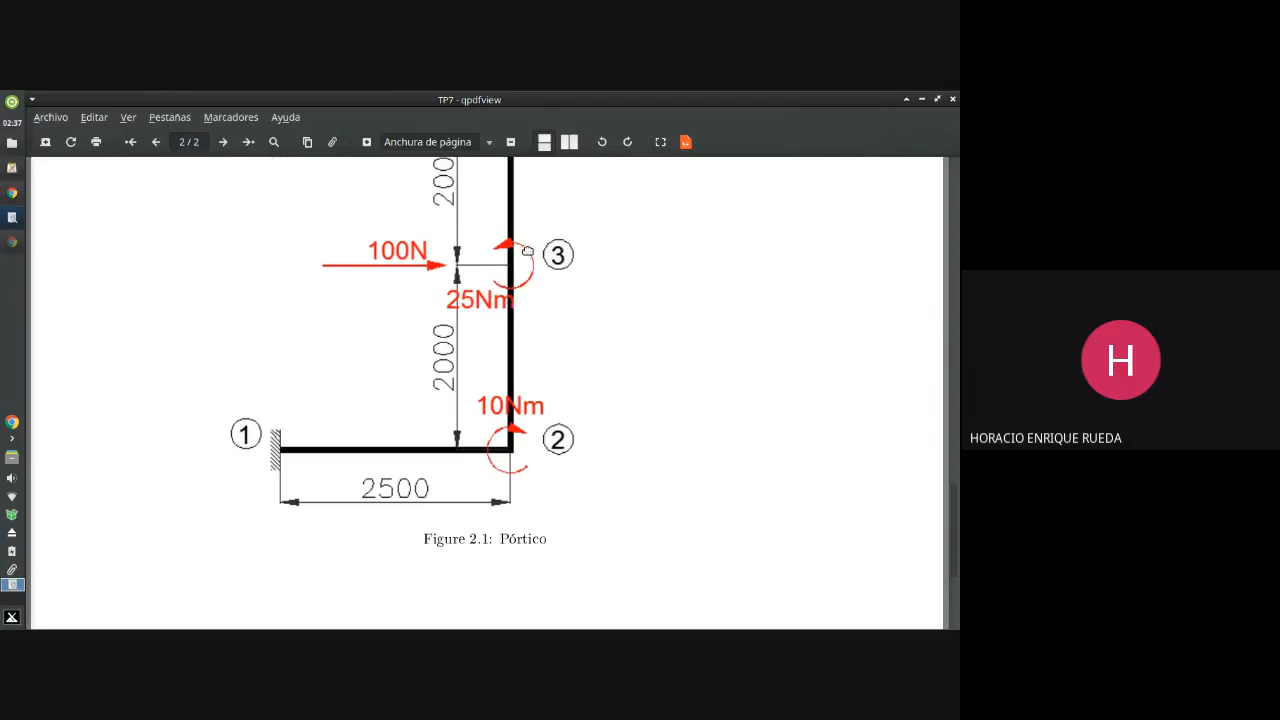 TP7 - qpdfview
02:37
Archivo Editar Ver Pestañas Marcadores Ayuda
2 / 2
Anchura de página
200
100N
3
25Nm
2000
10Nm
1
2
2500
Figure 2.1: Pórtico
H
HORACIO ENRIQUE RUEDA